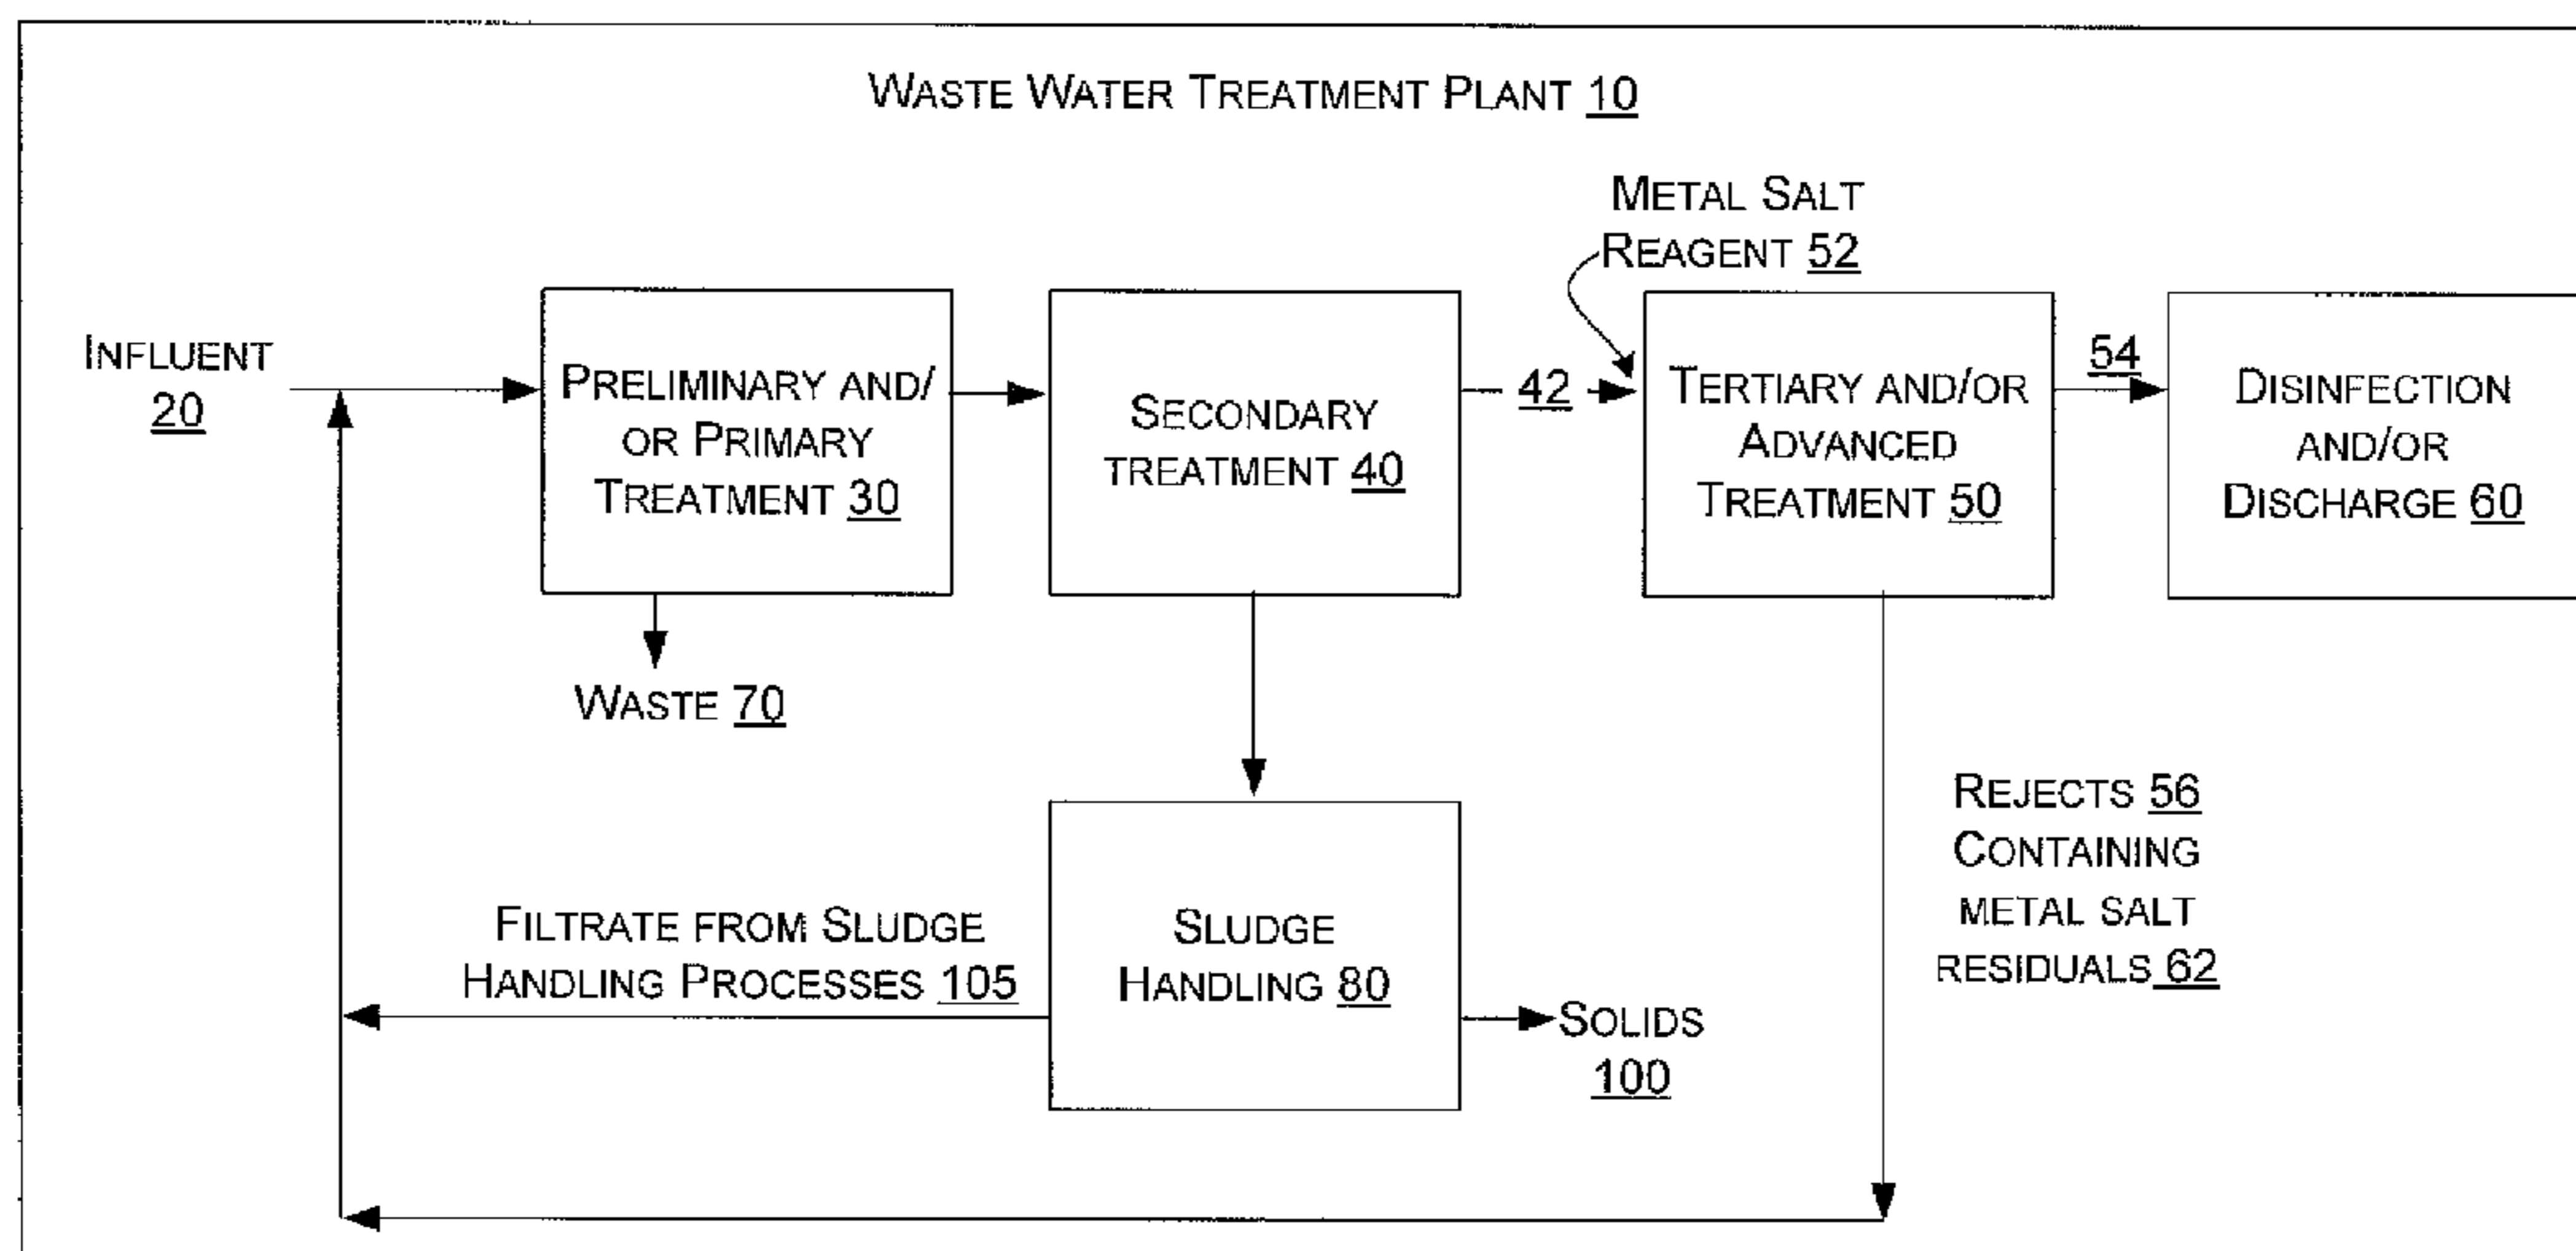 WASTE WATER TREATMENT PLANT 10
METAL SALT
REAGENT 52
INFLUENT
20
PRELIMINARY AND/
OR PRIMARY
TREATMENT 30
SECONDARY
TREATMENT 40
42
TERTIARY AND/OR
ADVANCED
TREATMENT 50
54
DISINFECTION
AND/OR
DISCHARGE 60
WASTE 70
REJECTS 56
CONTAINING
METAL SALT
RESIDUALS 62
FILTRATE FROM SLUDGE
HANDLING PROCESSES 105
SLUDGE
HANDLING 80
SOLIDS
100